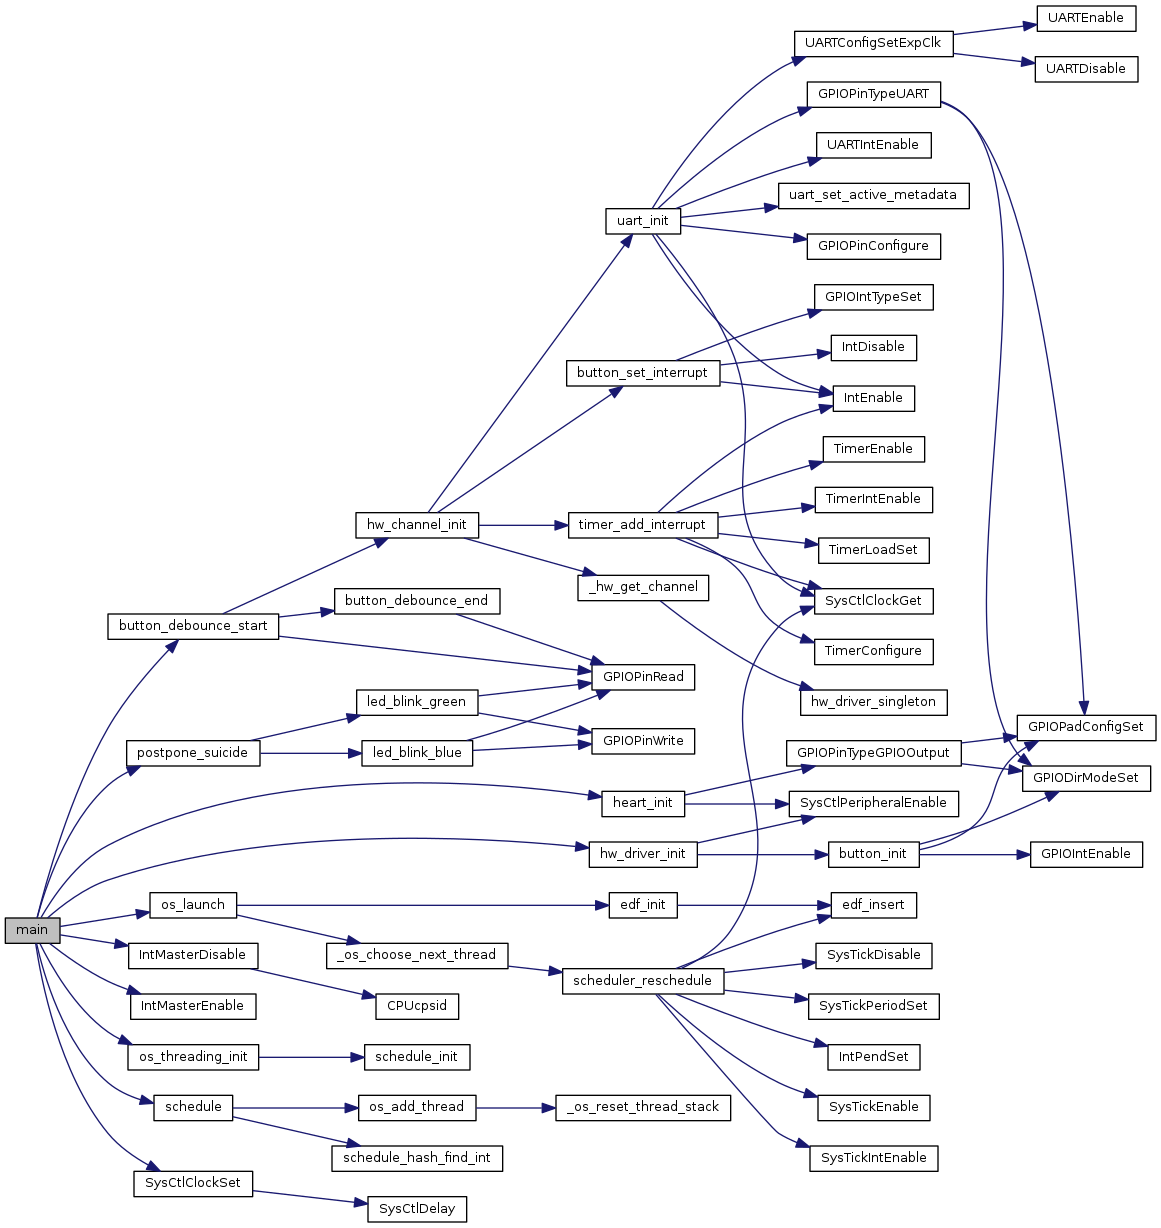 UARTEnable
UARTConfigSetExpClk
UARTDisable
GPIOPinTypeUART
UARTIntEnable
uart_set_active_metadata
uart_init
GPIOPinConfigure
GPIOIntTypeSet
IntDisable
button_set_interrupt
IntEnable
TimerEnable
TimerIntEnable
hw_channel_init
timer_add_interrupt
TimerLoadSet
_hw_get_channel
button_debounce_end
SysCtlClockGet
button_debounce_start
TimerConfigure
GPIOPinRead
led_blink_green
hw_driver_singleton
GPIOPadConfigSet
GPIOPinWrite
postpone_suicide
led_blink_blue
GPIOPinTypeGPIOOutput
GPIODirModeSet
heart_init
SysCtlPeripheralEnable
hw_driver_init
button_init
GPIOIntEnable
os_launch
edf_init
edf_insert
main
IntMasterDisable
_os_choose_next_thread
SysTickDisable
scheduler_reschedule
IntMasterEnable
CPUcpsid
SysTickPeriodSet
os_threading_init
schedule_init
IntPendSet
schedule
os_add_thread
_os_reset_thread_stack
SysTickEnable
schedule_hash_find_int
SysTickIntEnable
SysCtlClockSet
SysCtlDelay